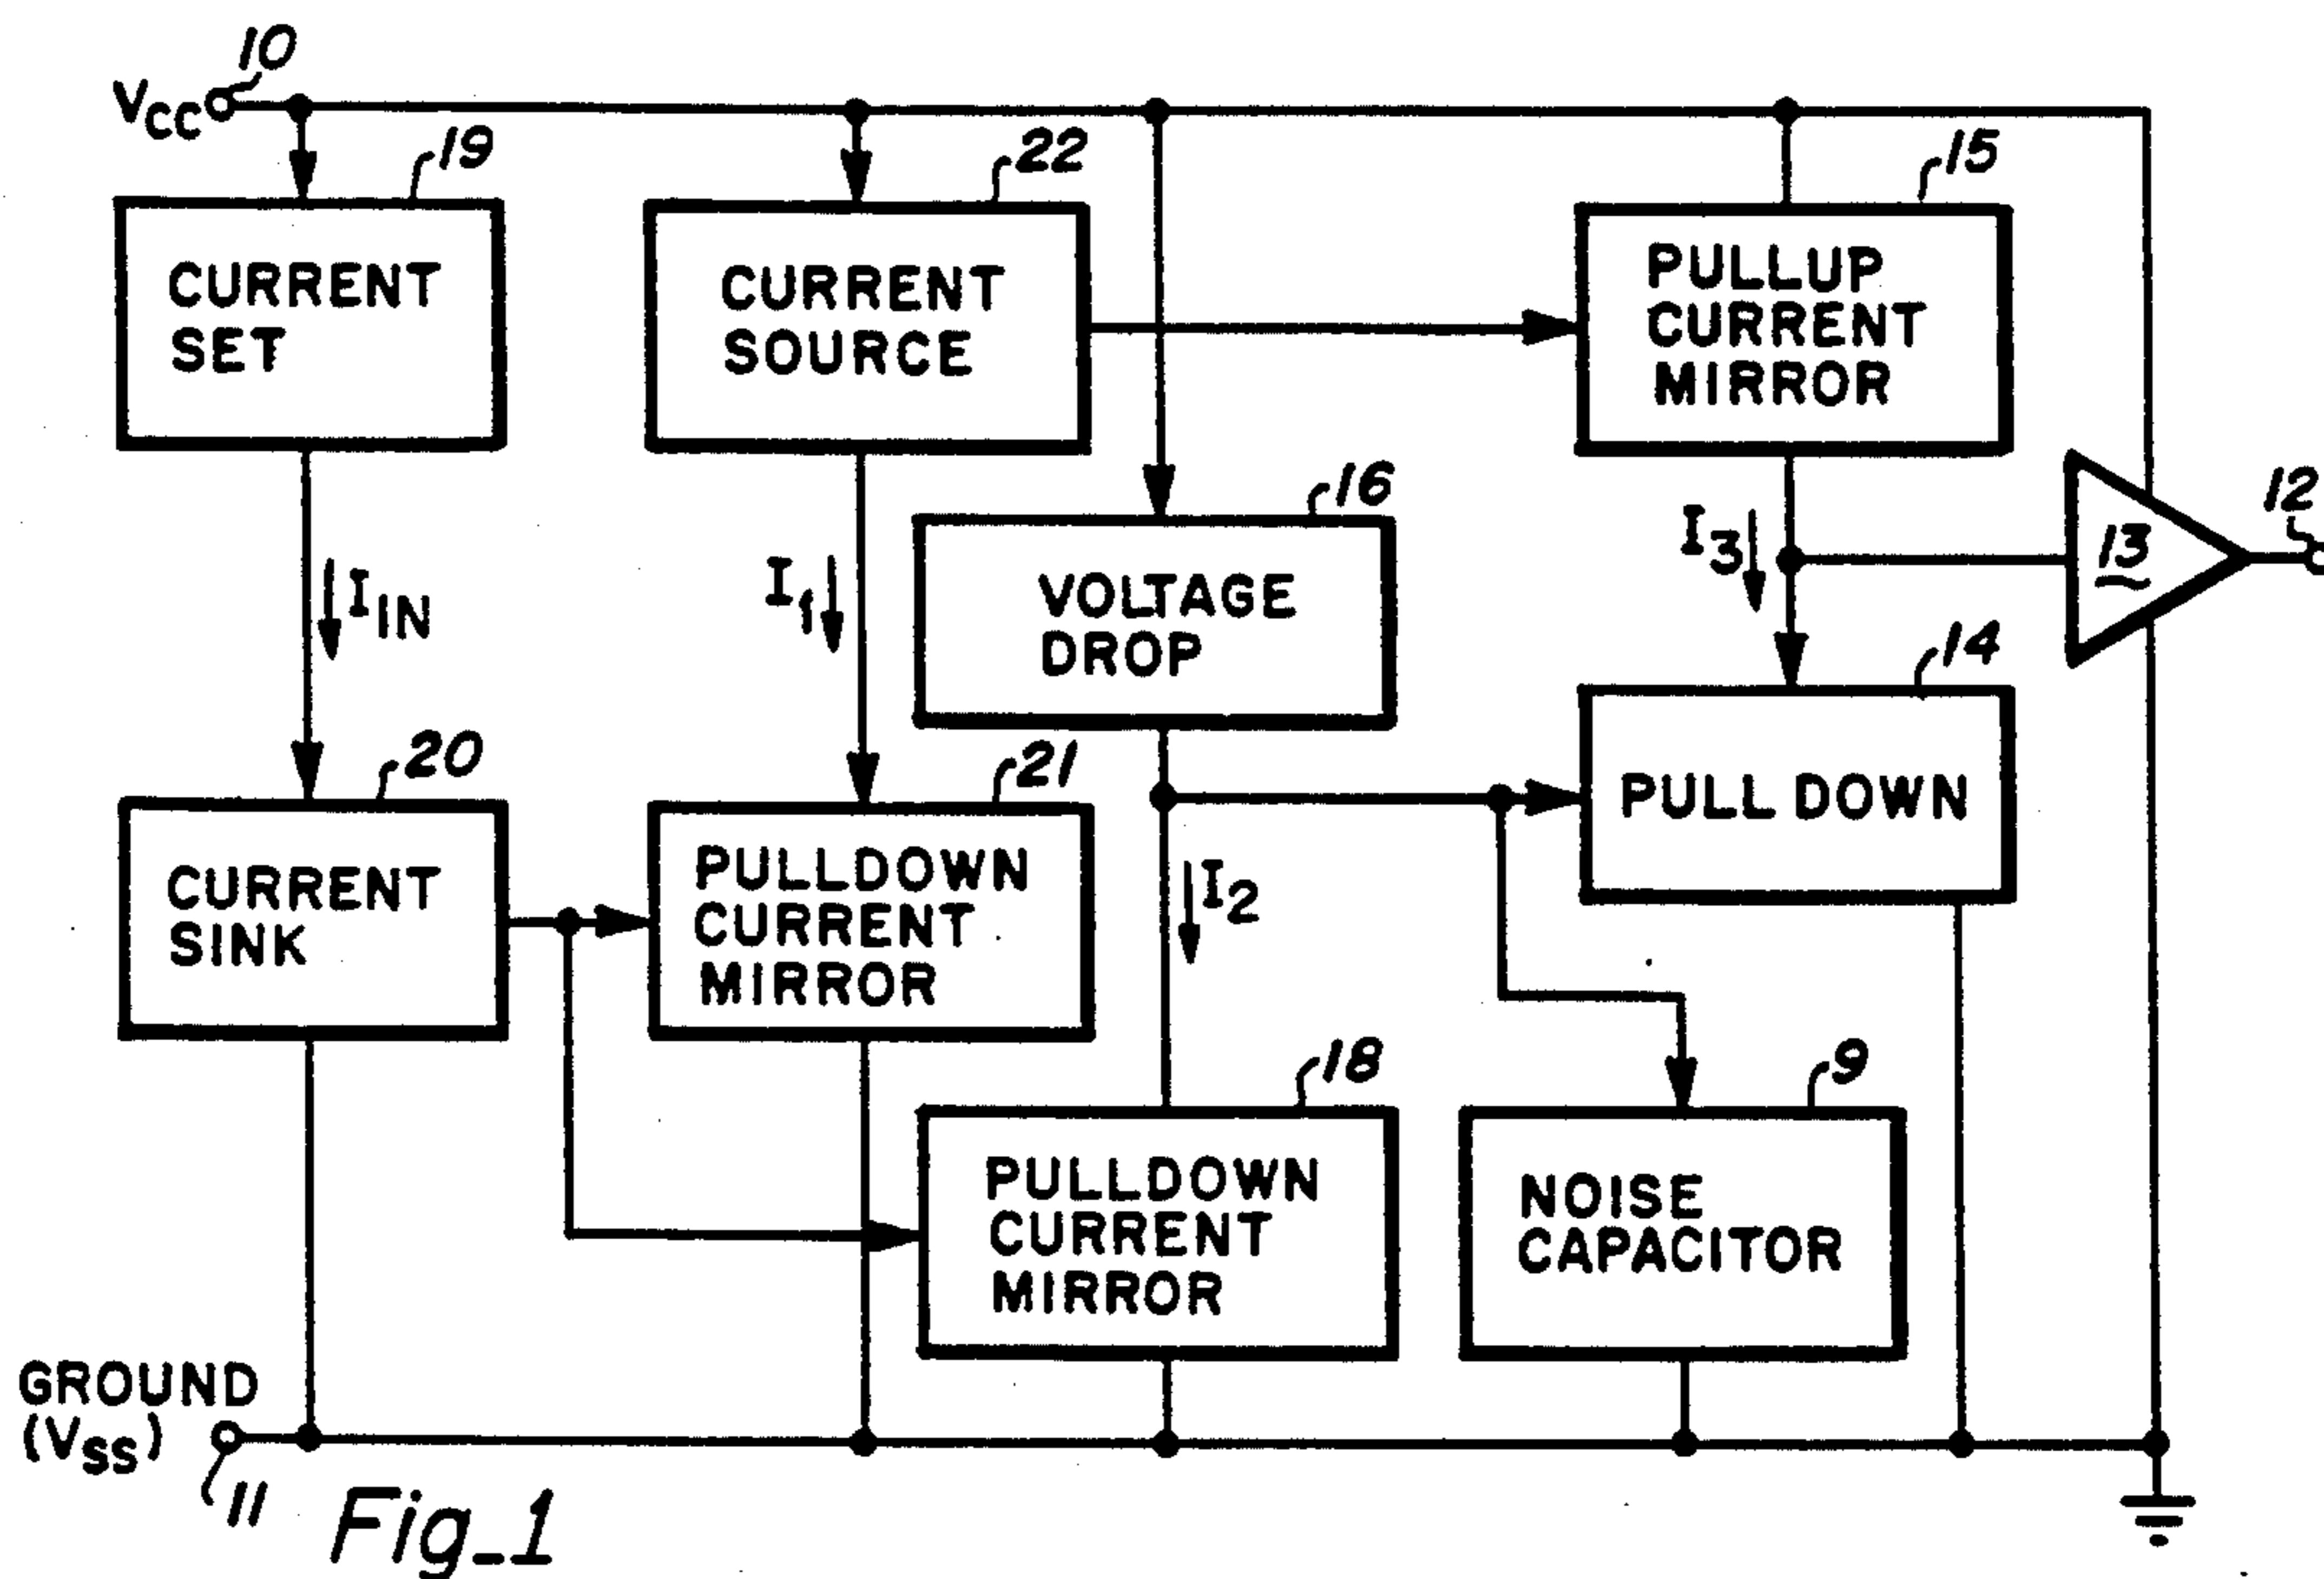 10
VCC
19
22
15
CURRENT
SET
CURRENT
SOURCE
PULLUP
CURRENT
MIRROR
16
12
13
I3
IIN
I1
VOLTAGE
DROP
14
20
21
PULL DOWN
CURRENT
SINK
PULLDOWN
CURRENT
MIRROR
I2
18
9
PULLDOWN
CURRENT
MIRROR
NOISE
CAPACITOR
GROUND
(VSS)
11
Fig_1